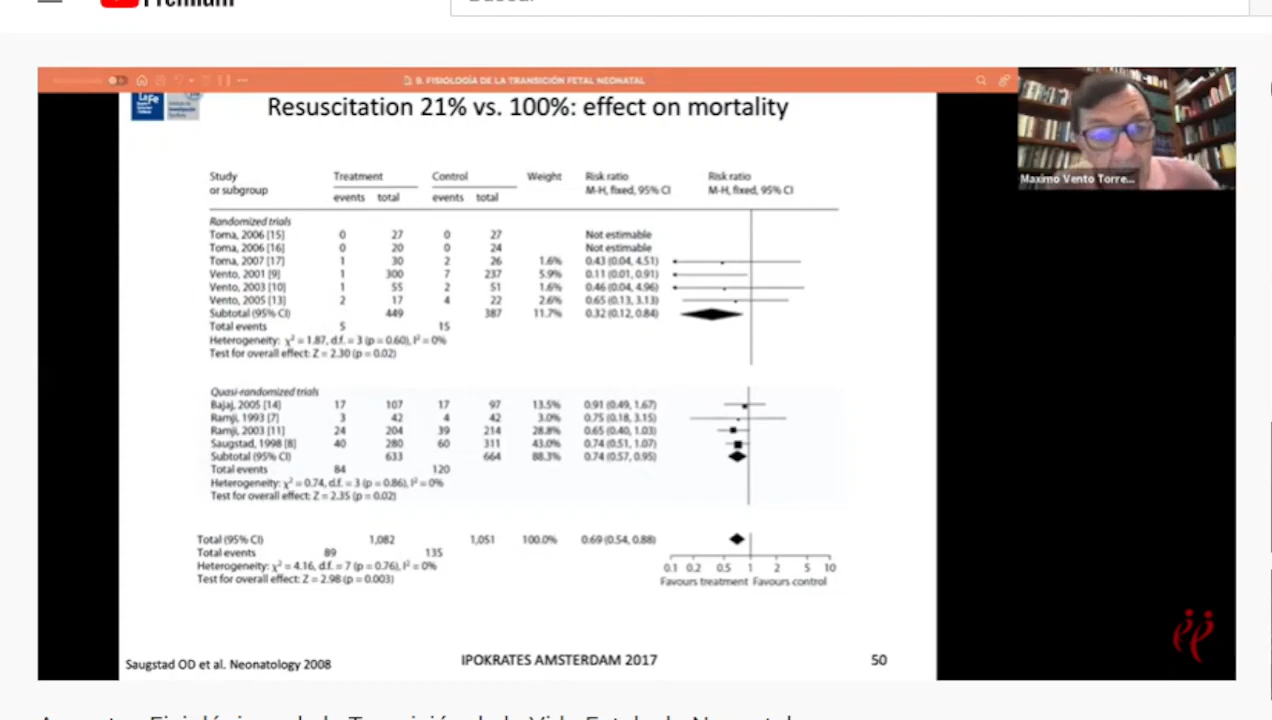 Premium
9. FISIOLOGÍA DE LA TRANSICIÓN FETAL NEONATAL
LaFe
Resuscitation 21% vs. 100%: effect on mortality
Maximo Vento Torre...
Study or subgroup Treatment events total Control events total Weight Risk ratio M-H, fixed, 95% CI Risk ratio M-H, fixed, 95% CI
Randomized trials
Toma, 2006 [15] 0 27 0 27 Not estimable
Toma, 2006 [16] 0 20 0 24 Not estimable
Toma, 2007 [17] 1 30 2 26 1.6% 0.43 (0.04, 4.51)
Vento, 2001 [9] 1 300 7 237 5.9% 0.11 (0.01, 0.91)
Vento, 2003 [10] 1 55 2 51 1.6% 0.46 (0.04, 4.96)
Vento, 2005 [13] 2 17 4 22 2.6% 0.65 (0.13, 3.13)
Subtotal (95% CI) 449 387 11.7% 0.32 (0.12, 0.84)
Total events 5 15
Heterogeneity: χ² = 1.87, d.f. = 3 (p = 0.60), I² = 0%
Test for overall effect: Z = 2.30 (p = 0.02)
Quasi-randomized trials
Bajaj, 2005 [14] 17 107 17 97 13.5% 0.91 (0.49, 1.67)
Ramji, 1993 [7] 3 42 4 42 3.0% 0.75 (0.18, 3.15)
Ramji, 2003 [11] 24 204 39 214 28.8% 0.65 (0.40, 1.03)
Saugstad, 1998 [8] 40 280 60 311 43.0% 0.74 (0.51, 1.07)
Subtotal (95% CI) 633 664 88.3% 0.74 (0.57, 0.95)
Total events 84 120
Heterogeneity: χ² = 0.74, d.f. = 3 (p = 0.86), I² = 0%
Test for overall effect: Z = 2.35 (p = 0.02)
Total (95% CI) 1,082 1,051 100.0% 0.69 (0.54, 0.88)
Total events 89 135
Heterogeneity: χ² = 4.16, d.f. = 7 (p = 0.76), I² = 0%
Test for overall effect: Z = 2.98 (p = 0.003)
0.1 0.2 0.5 1 2 5 10
Favours treatment Favours control
Saugstad OD et al. Neonatology 2008
IPOKRATES AMSTERDAM 2017
50